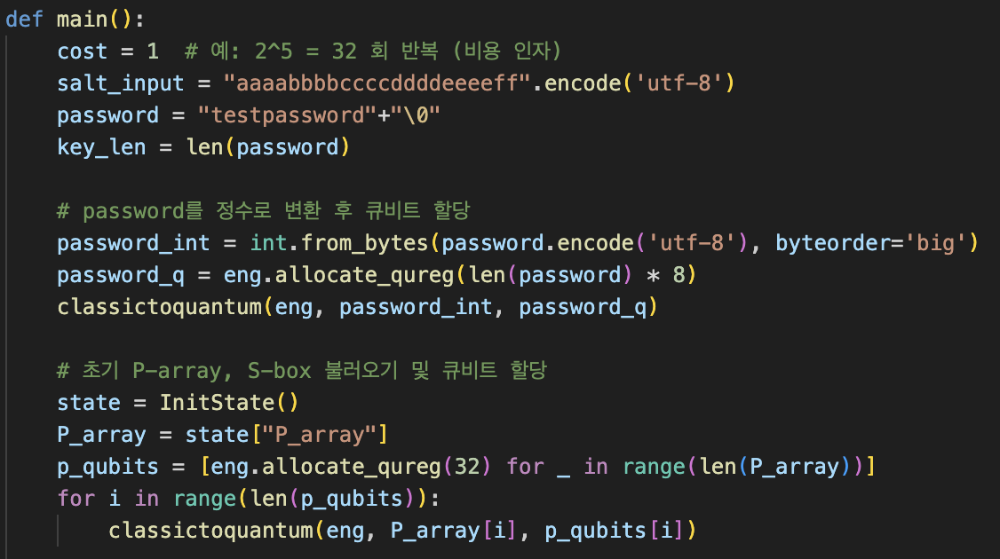 def main():
    cost = 1  # 예: 2^5 = 32 회 반복 (비용 인자)
    salt_input = "aaaabbbbccccddddeeeeff".encode('utf-8')
    password = "testpassword"+"\0"
    key_len = len(password)
    # password를 정수로 변환 후 큐비트 할당
    password_int = int.from_bytes(password.encode('utf-8'), byteorder='big')
    password_q = eng.allocate_qureg(len(password) * 8)
    classictoquantum(eng, password_int, password_q)
    # 초기 P-array, S-box 불러오기 및 큐비트 할당
    state = InitState()
    P_array = state["P_array"]
    p_qubits = [eng.allocate_qureg(32) for _ in range(len(P_array))]
    for i in range(len(p_qubits)):
        classictoquantum(eng, P_array[i], p_qubits[i])